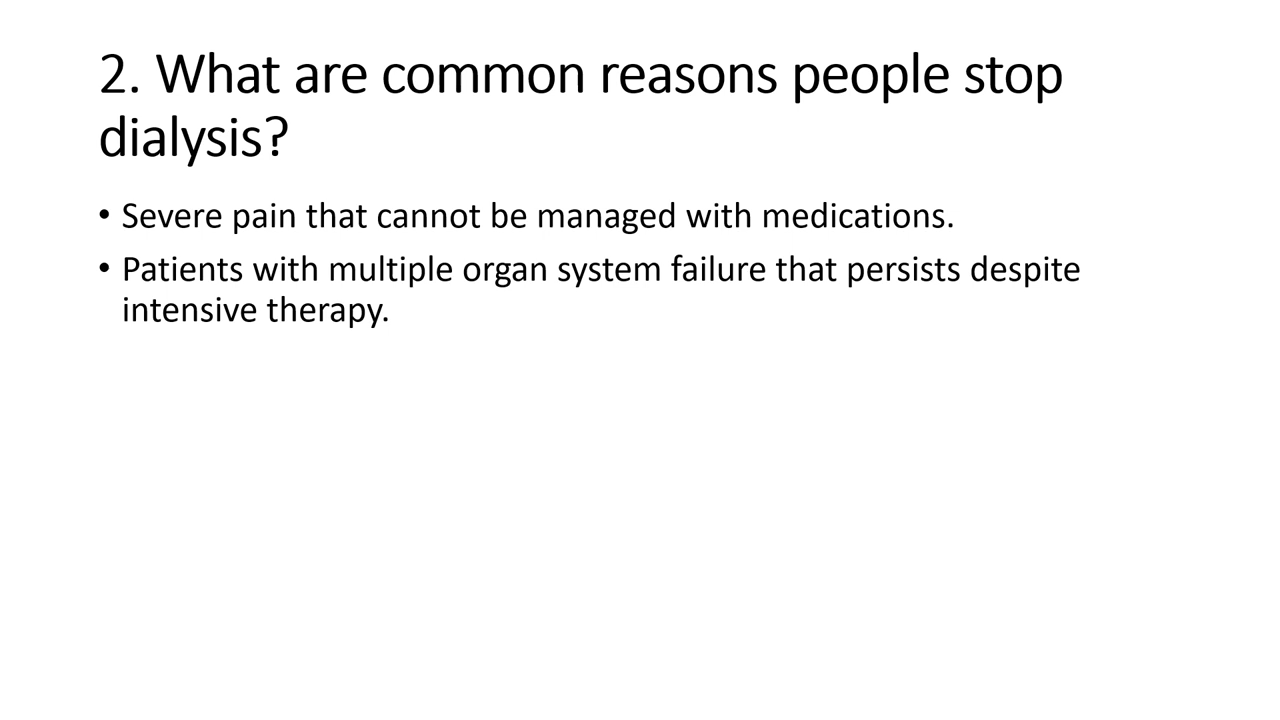 2. What are common reasons people stop
dialysis?
• Severe pain that cannot be managed with medications.
• Patients with multiple organ system failure that persists despite
intensive therapy.